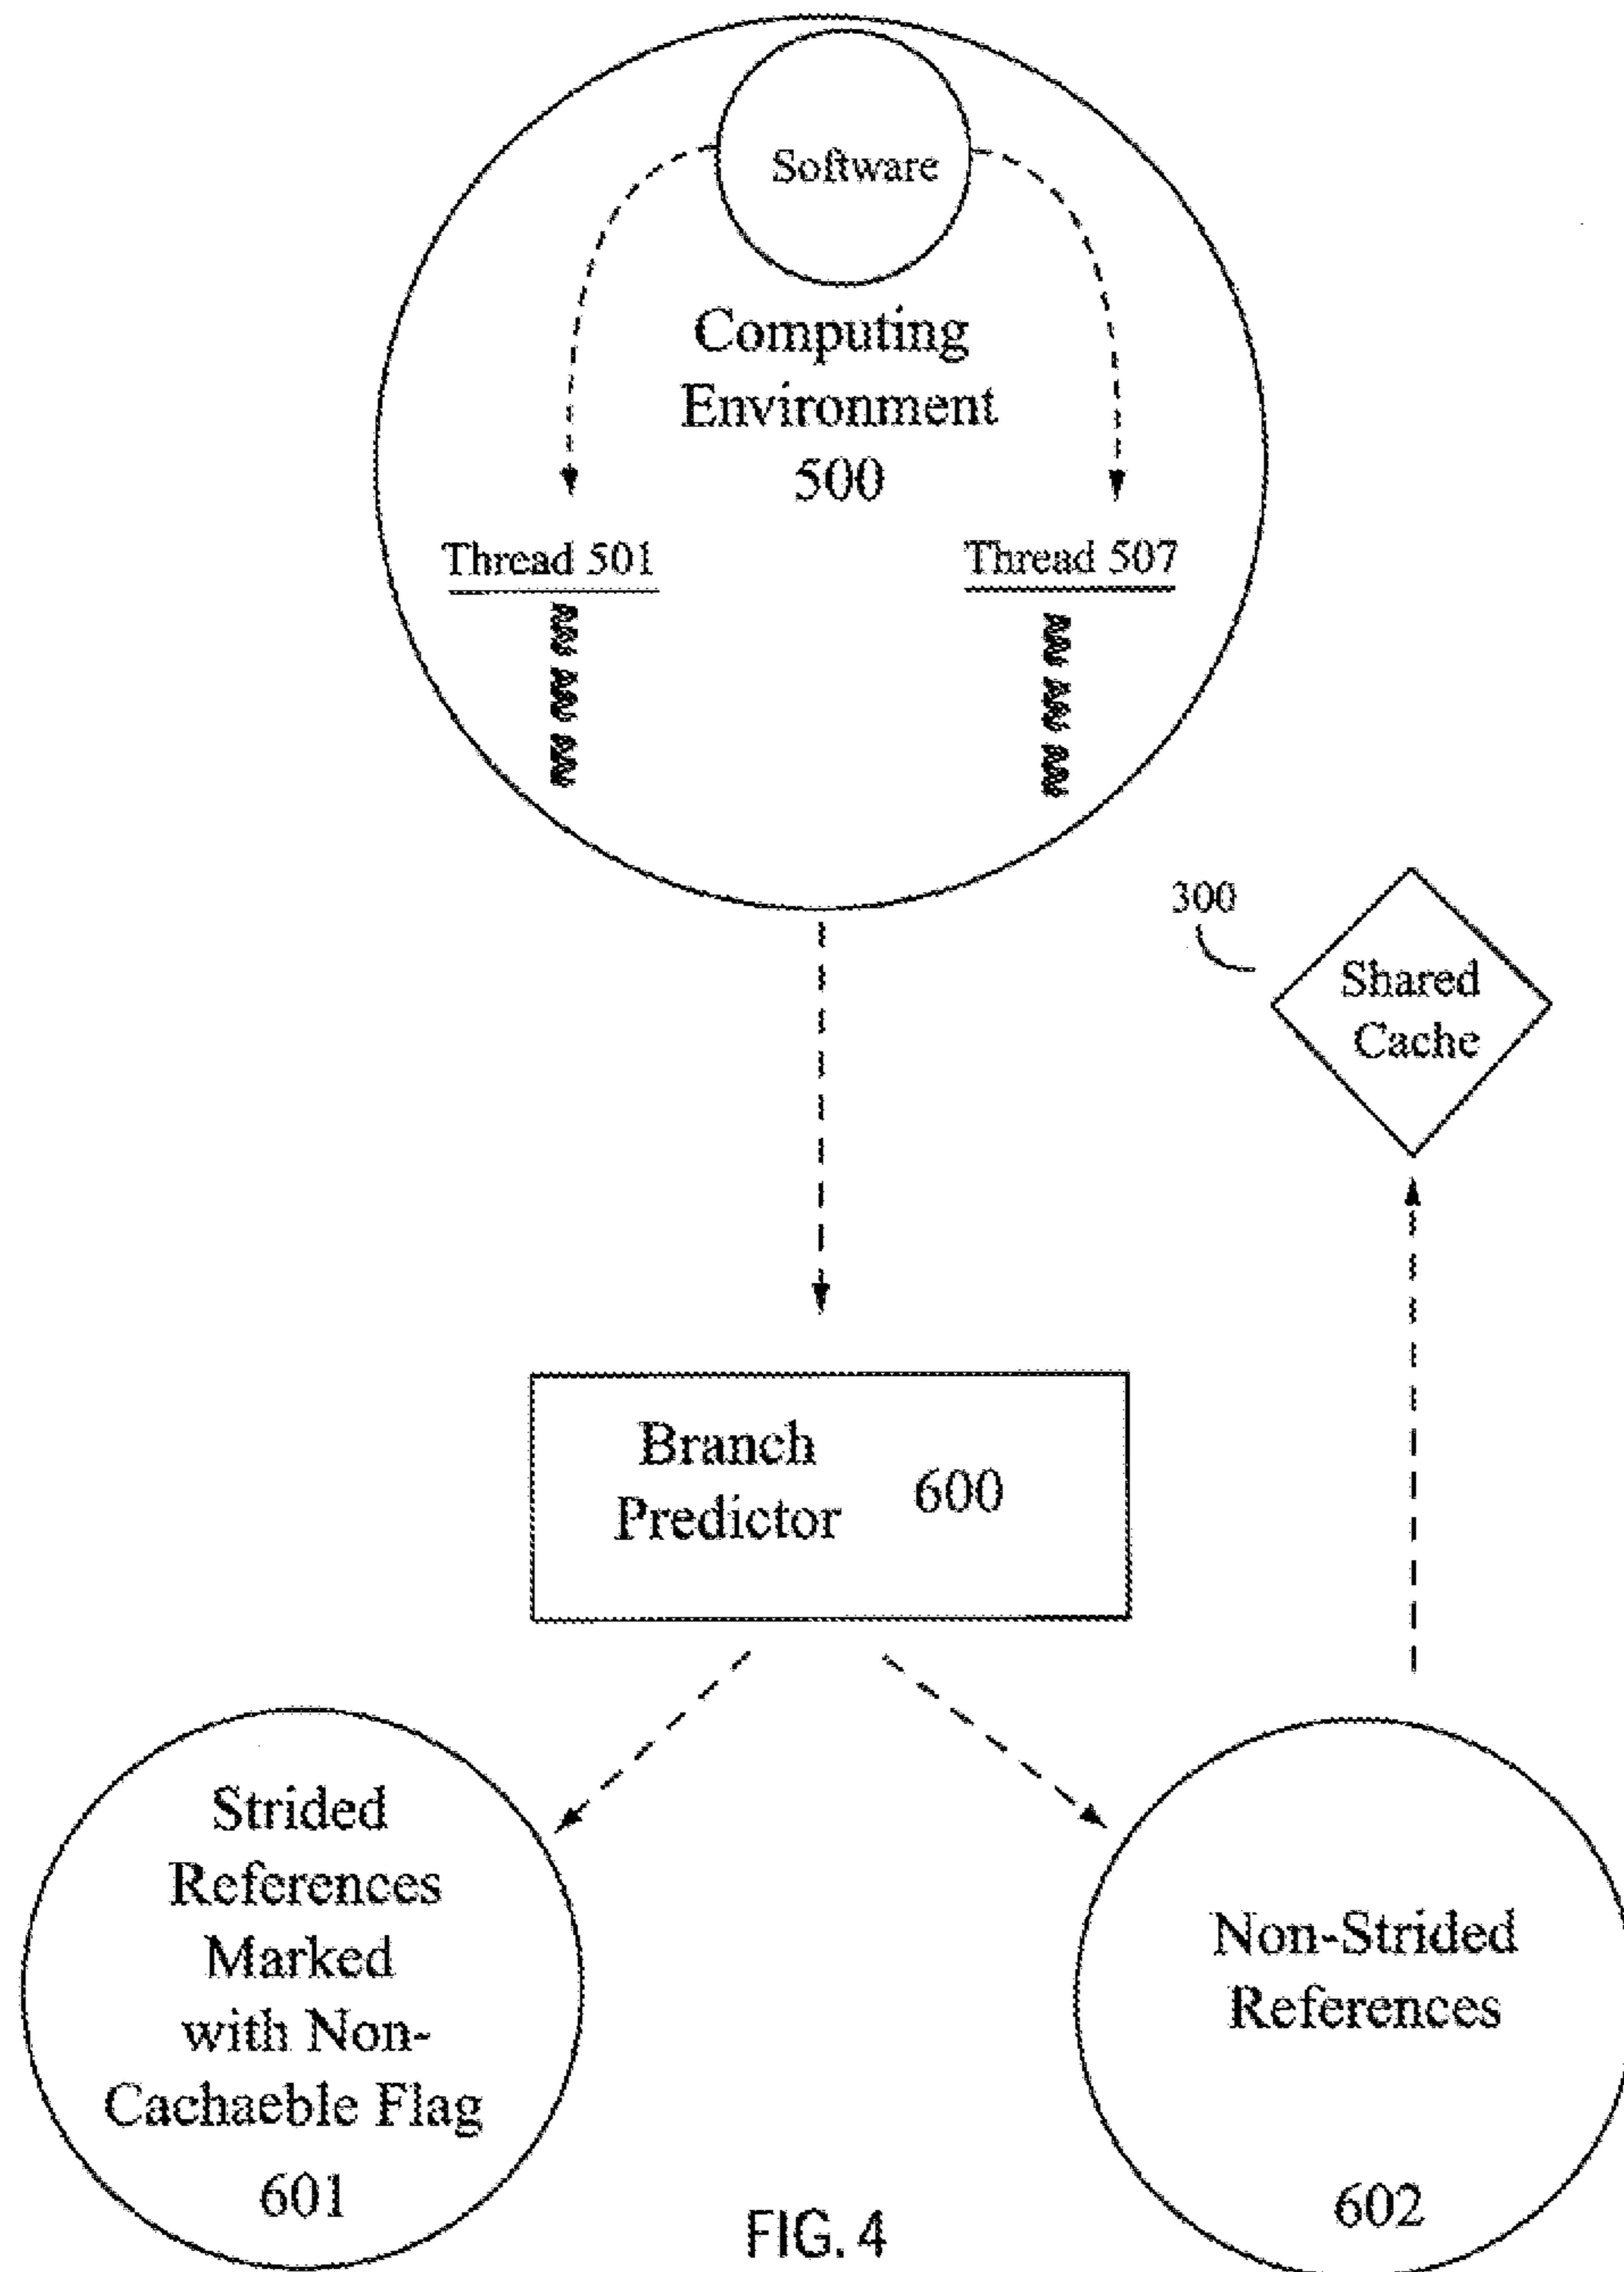 Software
Computing
Environment
500
Thread 501
Thread 507
300
Shared
Cache
Branch
Predictor
600
Strided
References
Marked
with Non-
Cachaeble Flag
601
Non-Strided
References
602
FIG. 4